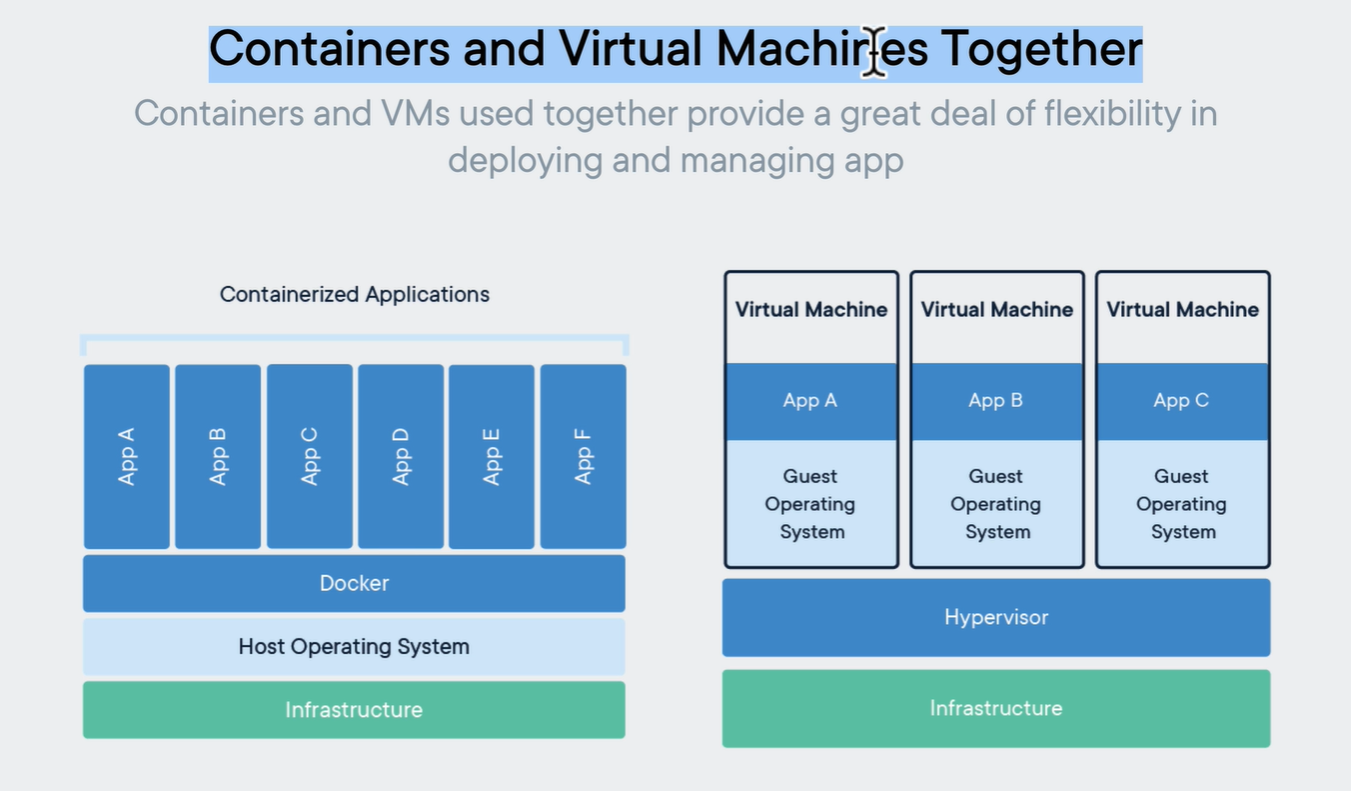 Containers and Virtual Machines Together
Containers and VMs used together provide a great deal of flexibility in
deploying and managing app
Containerized Applications
App A
App B
App C
App D
App E
App F
Docker
Host Operating System
Infrastructure
Virtual Machine
App A
Guest
Operating
System
Virtual Machine
App B
Guest
Operating
System
Virtual Machine
App C
Guest
Operating
System
Hypervisor
Infrastructure